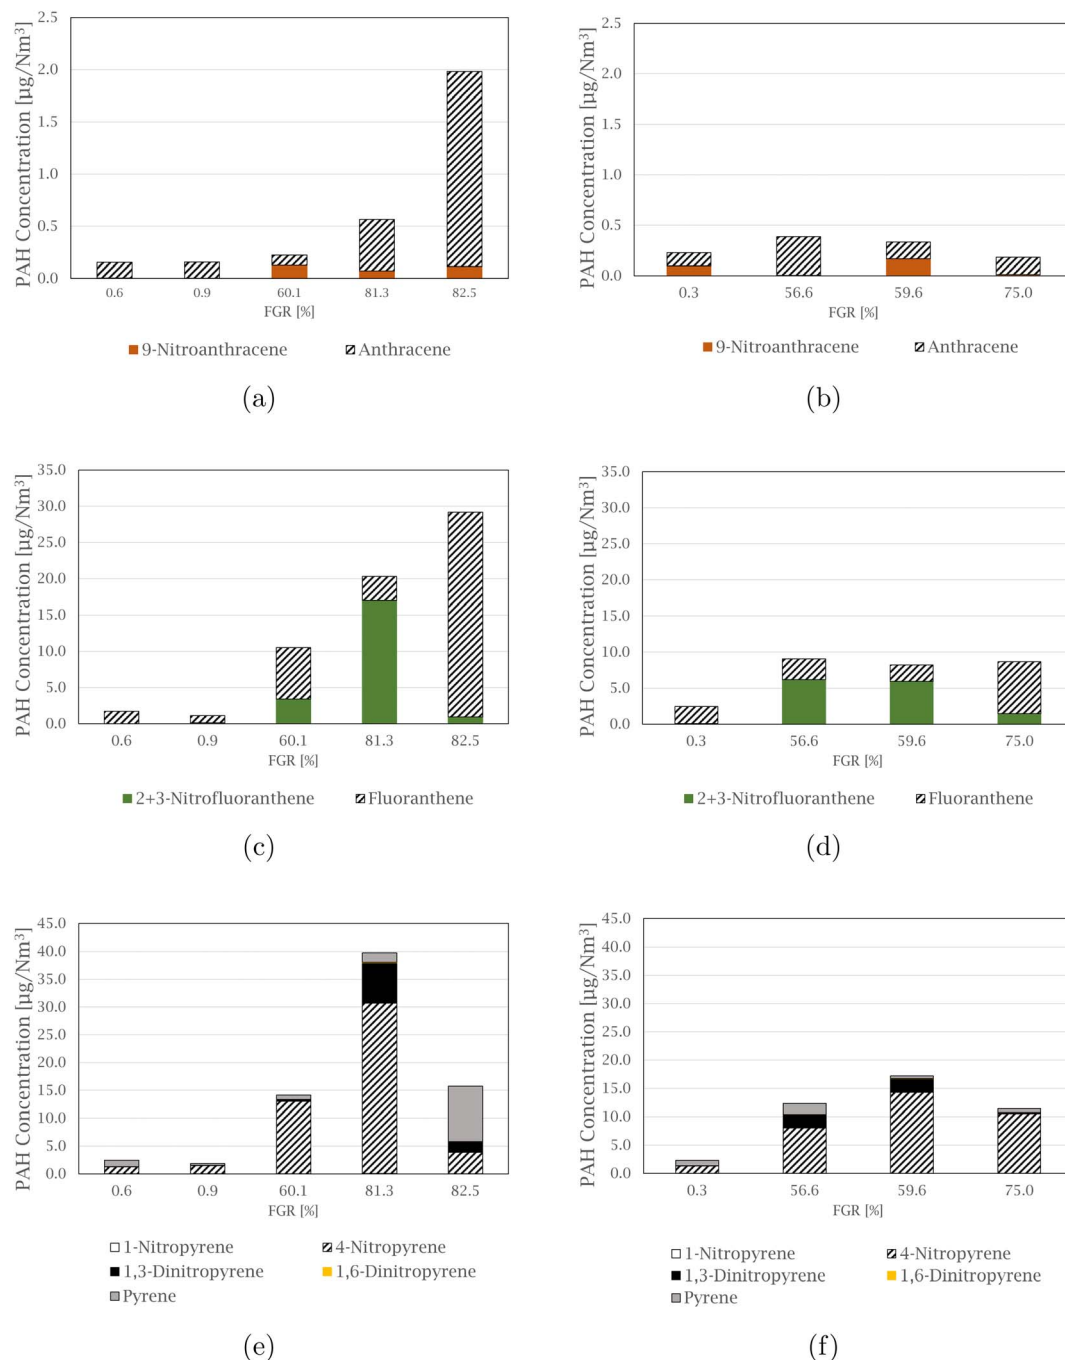 PAH Concentration [µg/Nm³]
2.5
2.0
1.5
1.0
0.5
0.0
0.6 0.9 60.1 81.3 82.5
FGR [%]
9-Nitroanthracene Anthracene
(a)
PAH Concentration [µg/Nm³]
2.5
2.0
1.5
1.0
0.5
0.0
0.3 56.6 59.6 75.0
FGR [%]
9-Nitroanthracene Anthracene
(b)
PAH Concentration [µg/Nm³]
35.0
30.0
25.0
20.0
15.0
10.0
5.0
0.0
0.6 0.9 60.1 81.3 82.5
FGR [%]
2+3-Nitrofluoranthene Fluoranthene
(c)
PAH Concentration [µg/Nm³]
35.0
30.0
25.0
20.0
15.0
10.0
5.0
0.0
0.3 56.6 59.6 75.0
FGR [%]
2+3-Nitrofluoranthene Fluoranthene
(d)
PAH Concentration [µg/Nm³]
45.0
40.0
35.0
30.0
25.0
20.0
15.0
10.0
5.0
0.0
0.6 0.9 60.1 81.3 82.5
FGR [%]
1-Nitropyrene 4-Nitropyrene
1,3-Dinitropyrene 1,6-Dinitropyrene
Pyrene
(e)
PAH Concentration [µg/Nm³]
45.0
40.0
35.0
30.0
25.0
20.0
15.0
10.0
5.0
0.0
0.3 56.6 59.6 75.0
FGR [%]
1-Nitropyrene 4-Nitropyrene
1,3-Dinitropyrene 1,6-Dinitropyrene
Pyrene
(f)